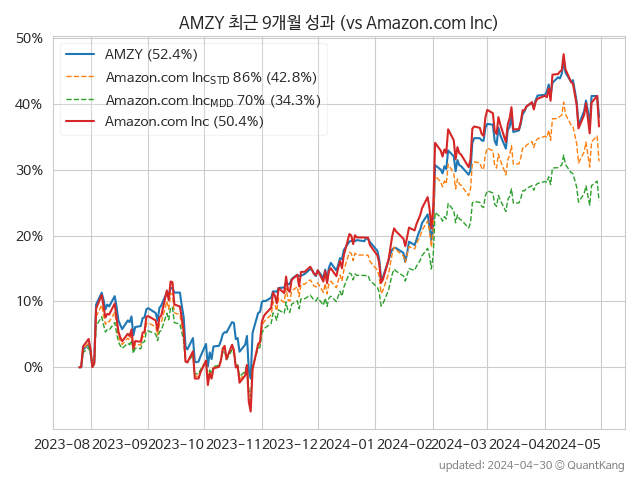 AMZY 최근 9개월 성과 (vs Amazon.com Inc)
50%
40%
30%
20%
10%
0%
AMZY (52.4%)
Amazon.com IncSTD 86% (42.8%)
Amazon.com IncMDD 70% (34.3%)
Amazon.com Inc (50.4%)
2023-08 2023-09 2023-10 2023-11 2023-12 2024-01 2024-02 2024-03 2024-04 2024-05
updated: 2024-04-30 © QuantKang